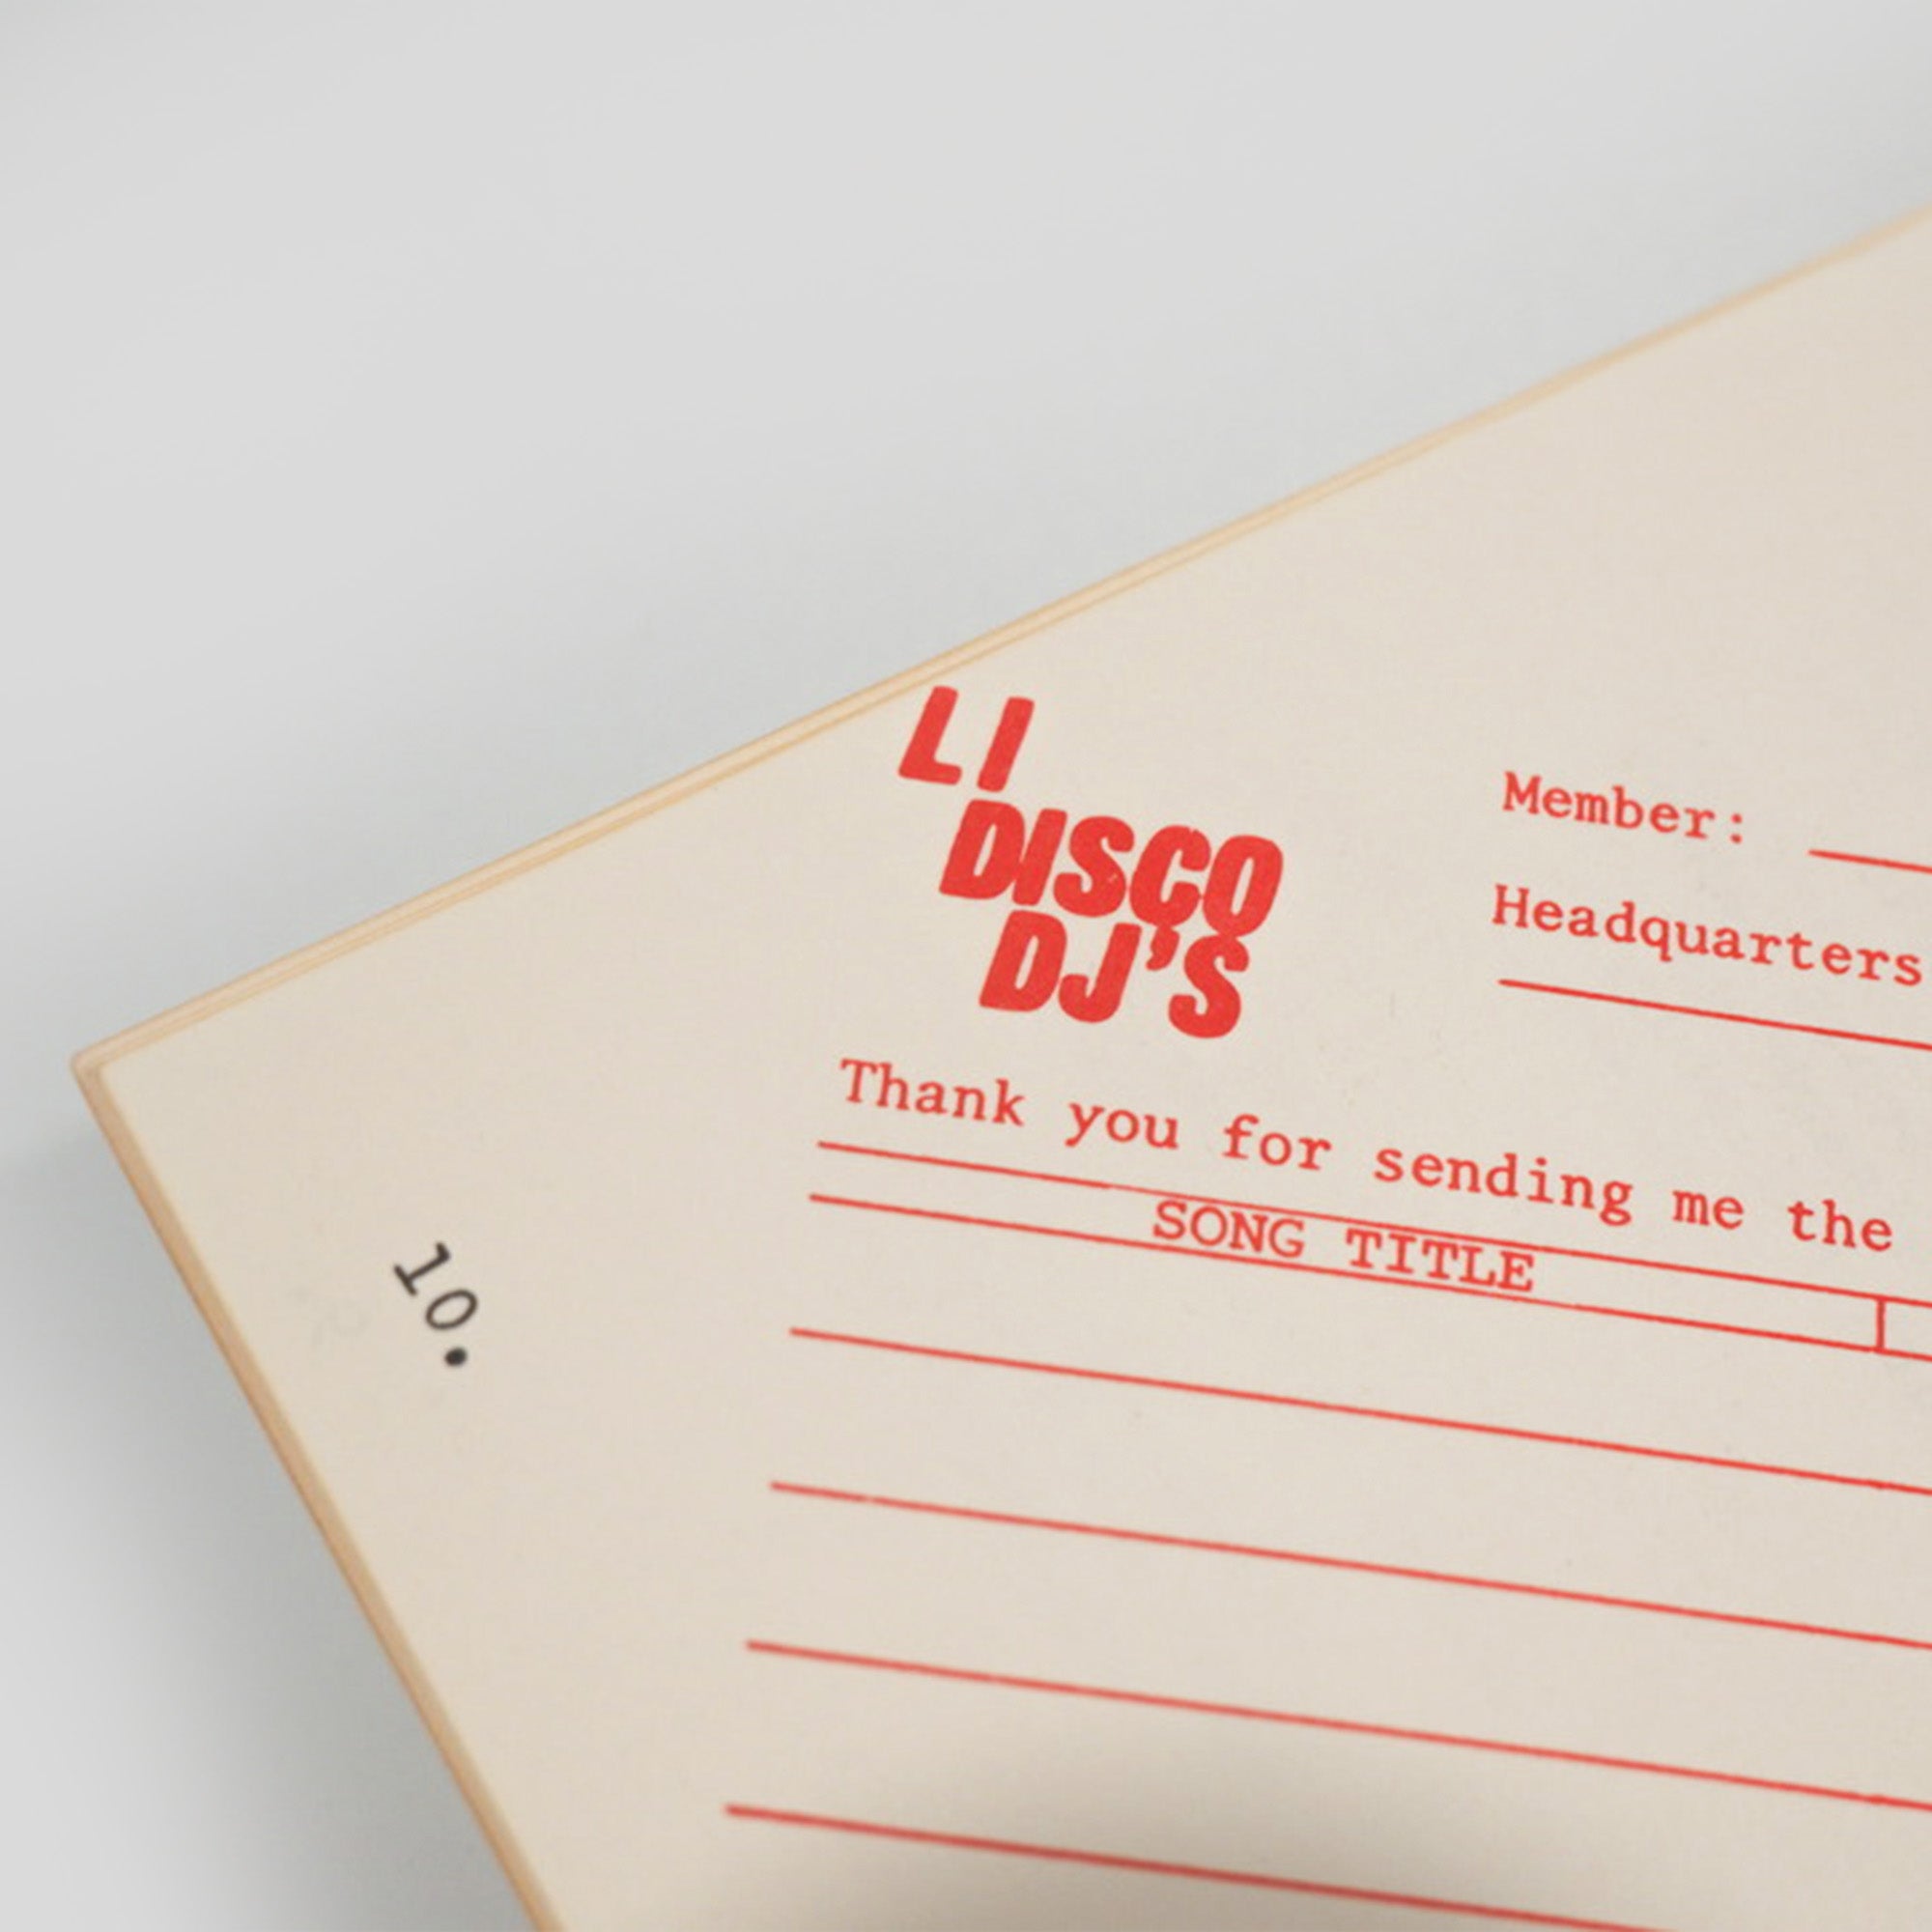 LI
DISCO
DJ'S
Member:
Headquarters
Thank you for sending me the
SONG TITLE
10.